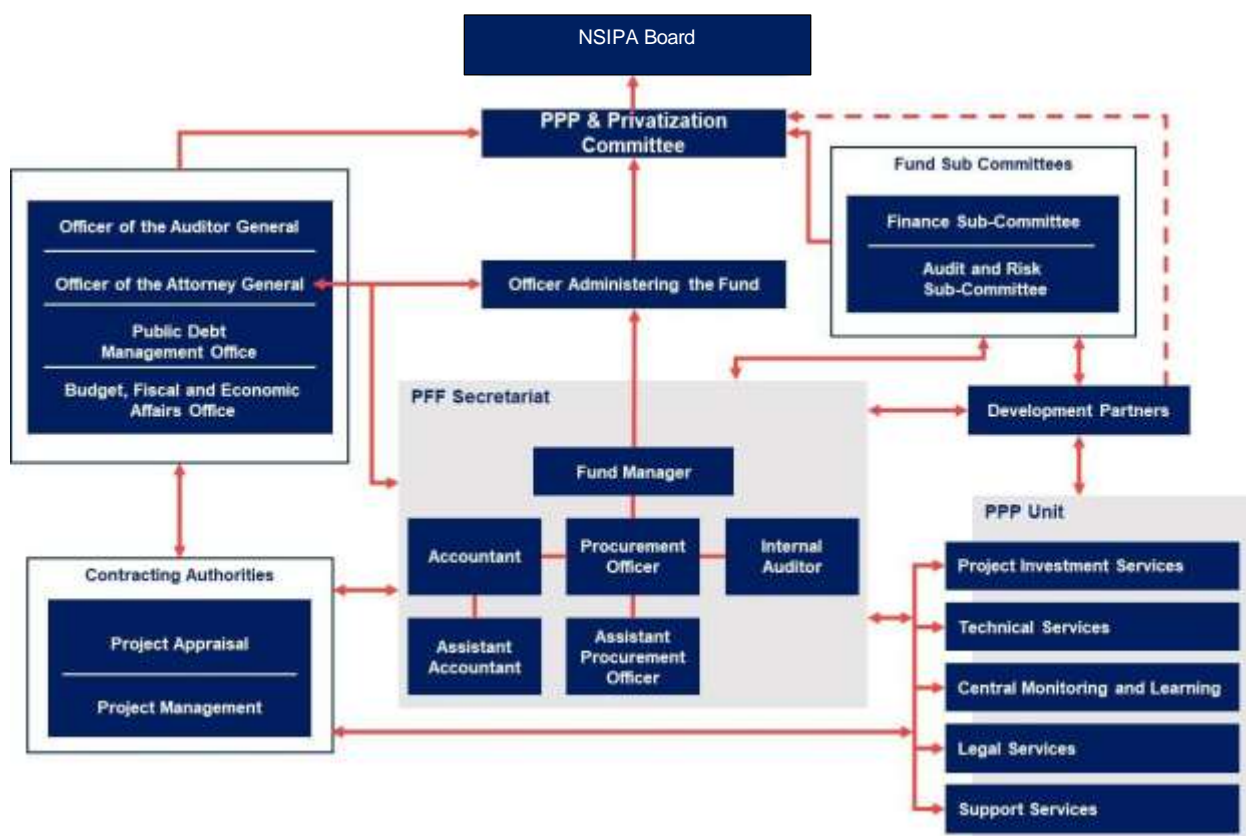 NSIPA Board
PPP & Privatization
Committee
Fund Sub Committees
Officer of the Auditor General
Finance Sub-Committee
Officer of the Attorney General
Officer Administering the Fund
Audit and Risk
Sub-Committee
Public Debt
Management Office
Budget, Fiscal and Economic
Affairs Office
PFF Secretariat
Development Partners
Fund Manager
PPP Unit
Accountant
Procurement
Officer
Internal
Auditor
Project Investment Services
Contracting Authorities
Technical Services
Project Appraisal
Assistant
Accountant
Assistant
Procurement
Officer
Central Monitoring and Learning
Project Management
Legal Services
Support Services